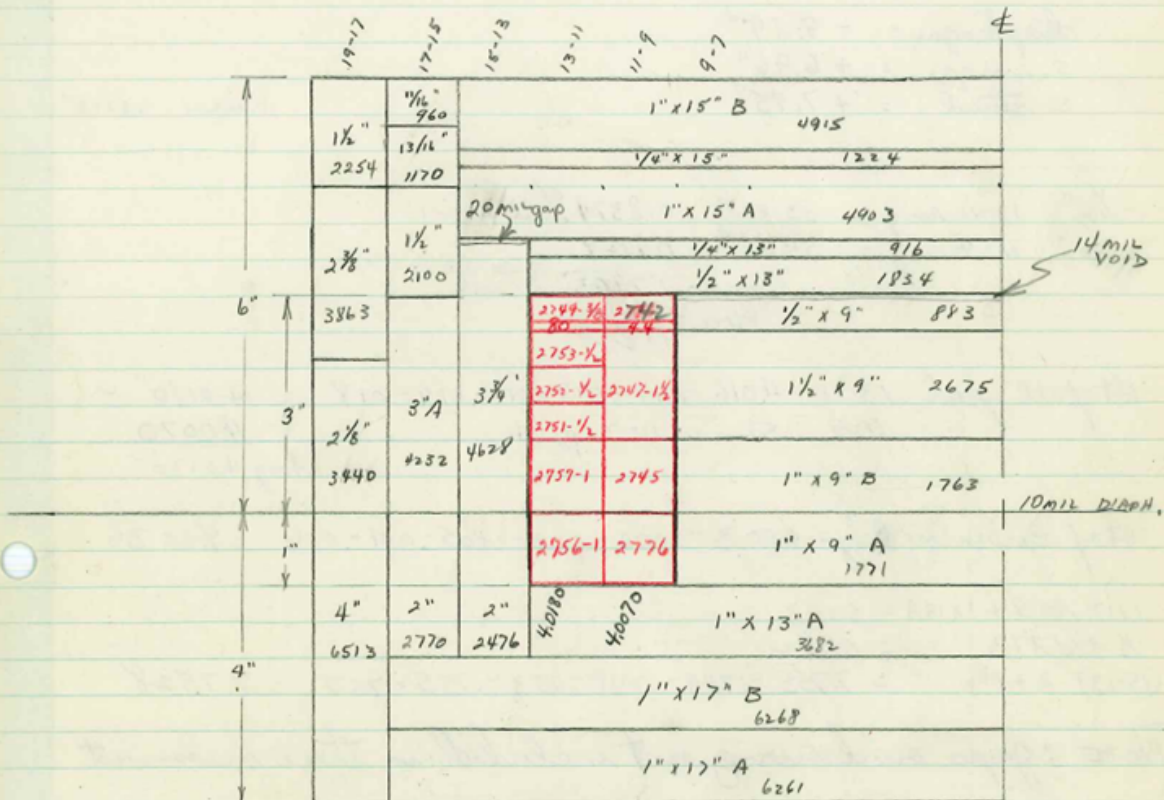 19-17 17-15 15-13 13-11 11-9 9-7 ℄
11/16" 960
1" x 15" B
4915
1½" 2254
13/16" 1170
1/4" x 15" 1224
20 mil gap
1" x 15" A 4903
1½" 2100
1/4" x 13" 916
14 MIL VOID
2⅜" 3863
1/2" x 13" 1834
6"
1/2" x 9" 883
80 44
2753-½
3"
3" A 4232
3¾" 4628
2752-½ 2747-1½
1½" x 9" 2675
2751-½
2⅛" 3440
2757-1 2745
1" x 9" B 1763
10 MIL DIAPH.
1"
2756-1 2776
1" x 9" A
1771
4" 6513
2" 2770
2" 2476
4.0180 4.0070
1" x 13" A
3682
4"
1" x 17" B
6268
1" x 17" A
6261